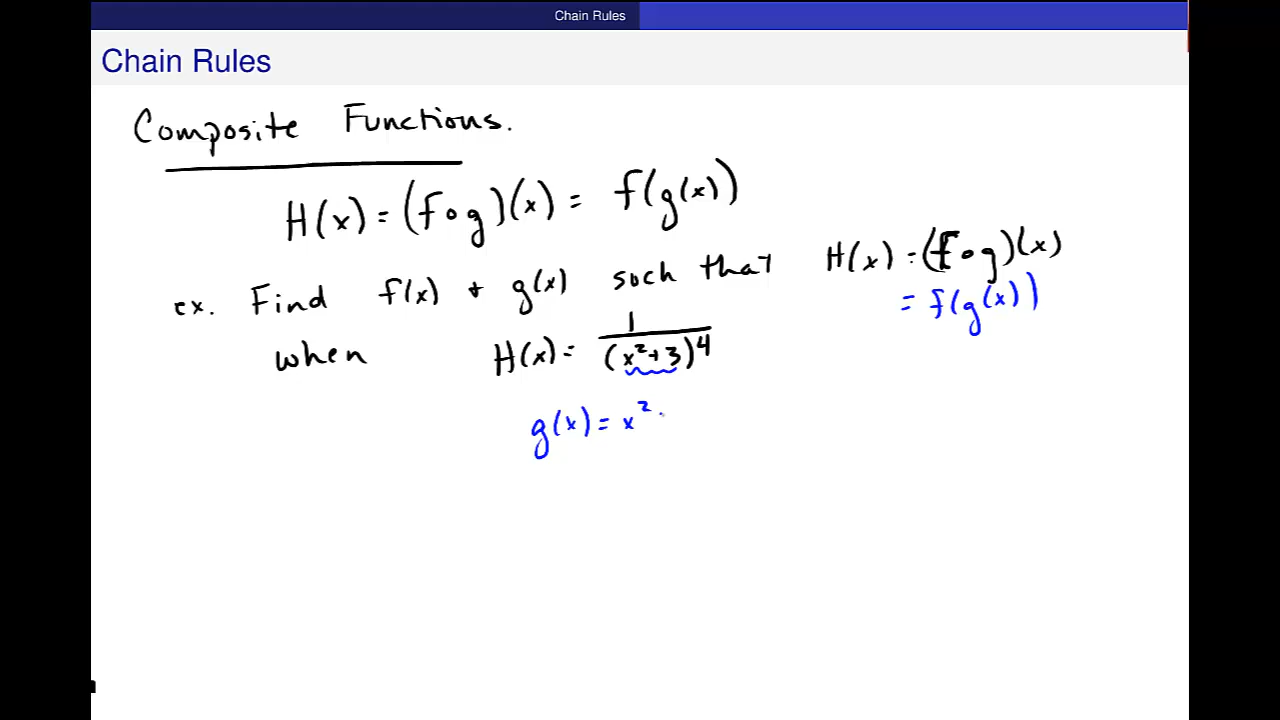 Chain Rules
Chain Rules
Composite Functions.
H(x) = (f∘g)(x) = f(g(x))
ex. Find f(x) + g(x) such that H(x) = (f∘g)(x)
= f(g(x))
when H(x) = 1/(x²+3)⁴
g(x) = x²